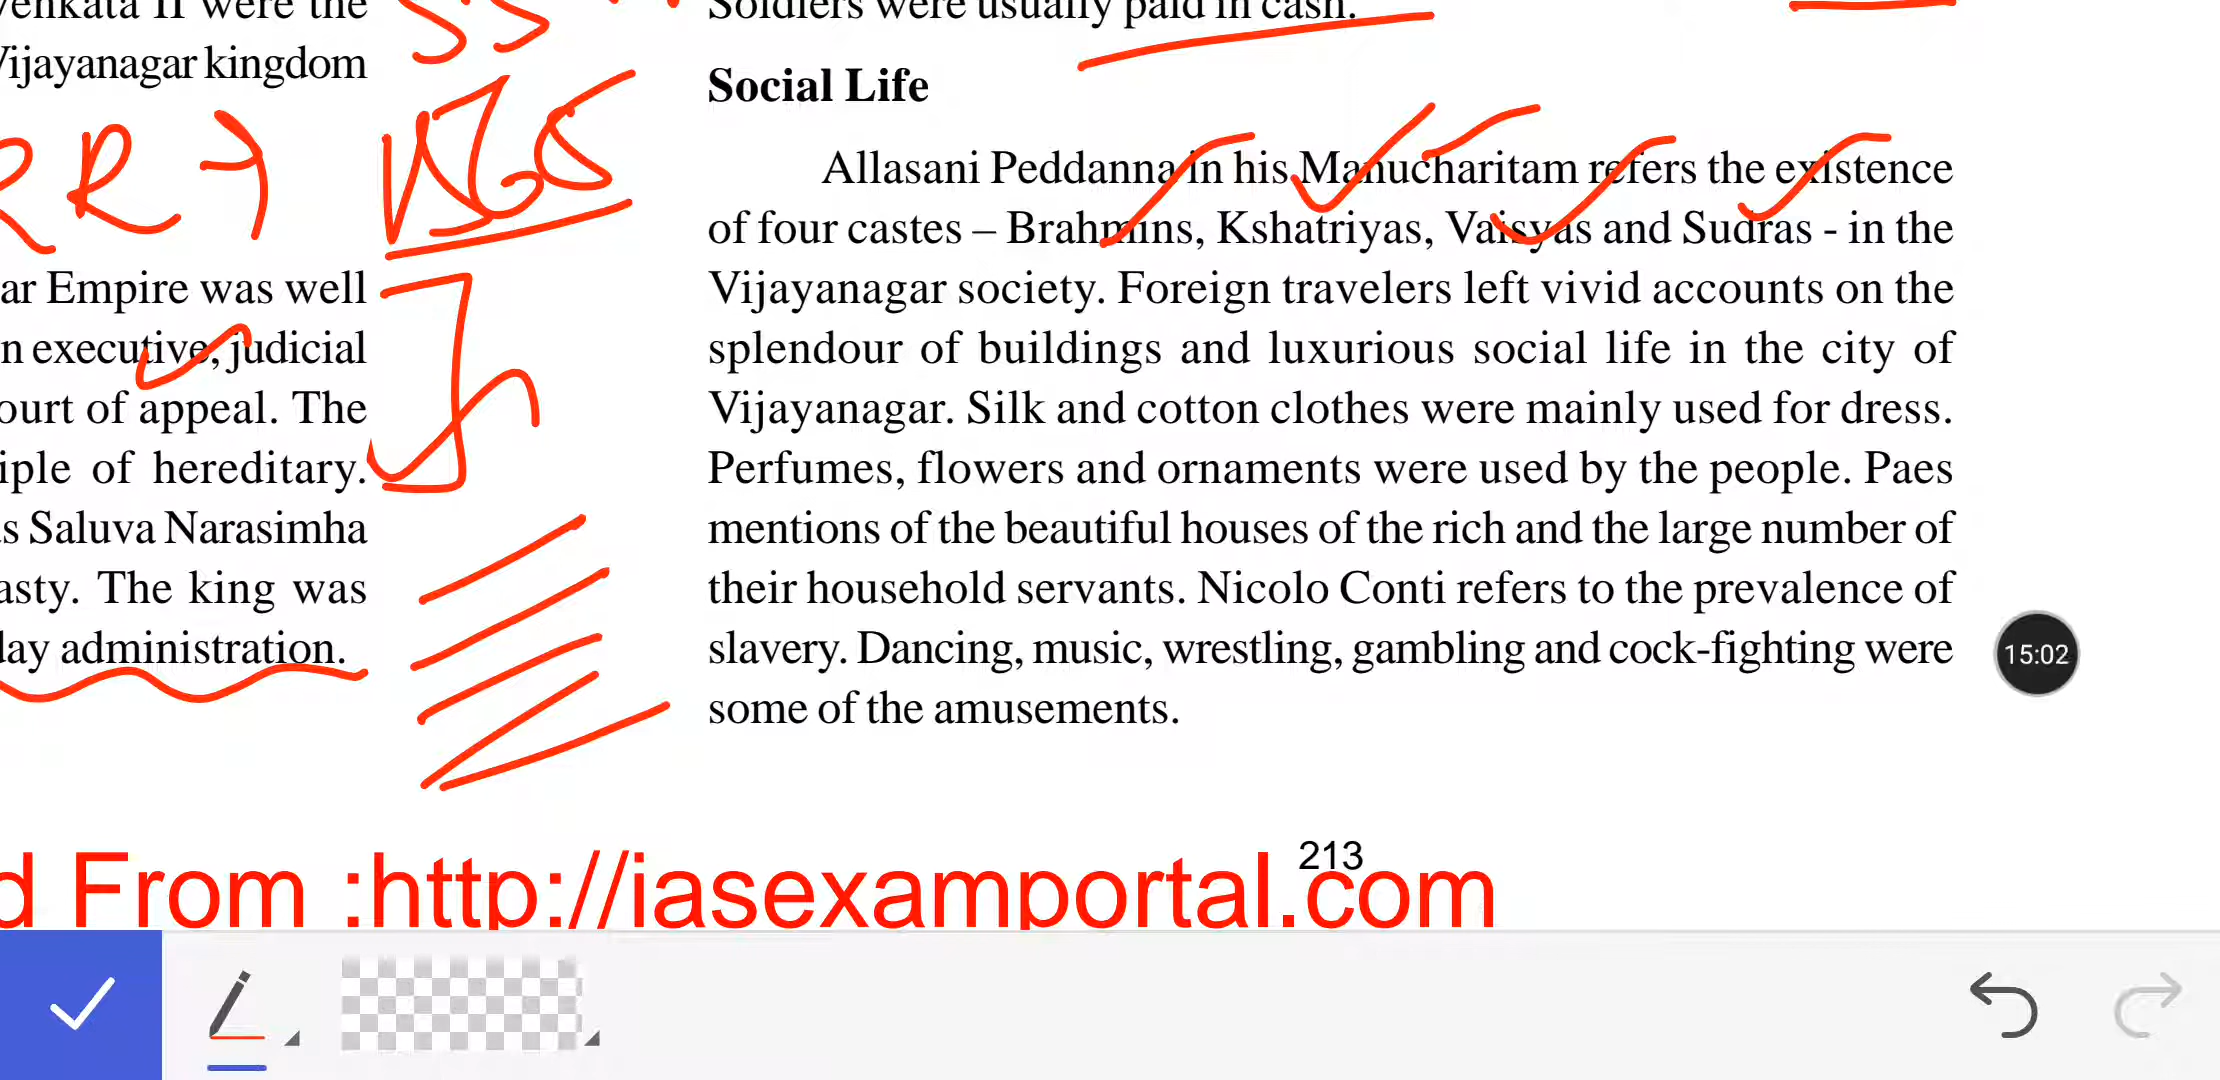 Venkata II were the
Vijayanagar kingdom
ar Empire was well
n executive, judicial
ourt of appeal. The
iple of hereditary.
s Saluva Narasimha
asty. The king was
day administration.
Soldiers were usually paid in cash.
Social Life
Allasani Peddanna in his Manucharitam refers the existence
of four castes – Brahmins, Kshatriyas, Vaisyas and Sudras - in the
Vijayanagar society. Foreign travelers left vivid accounts on the
splendour of buildings and luxurious social life in the city of
Vijayanagar. Silk and cotton clothes were mainly used for dress.
Perfumes, flowers and ornaments were used by the people. Paes
mentions of the beautiful houses of the rich and the large number of
their household servants. Nicolo Conti refers to the prevalence of
slavery. Dancing, music, wrestling, gambling and cock-fighting were
some of the amusements.
15:02
213
d From :http://iasexamportal.com